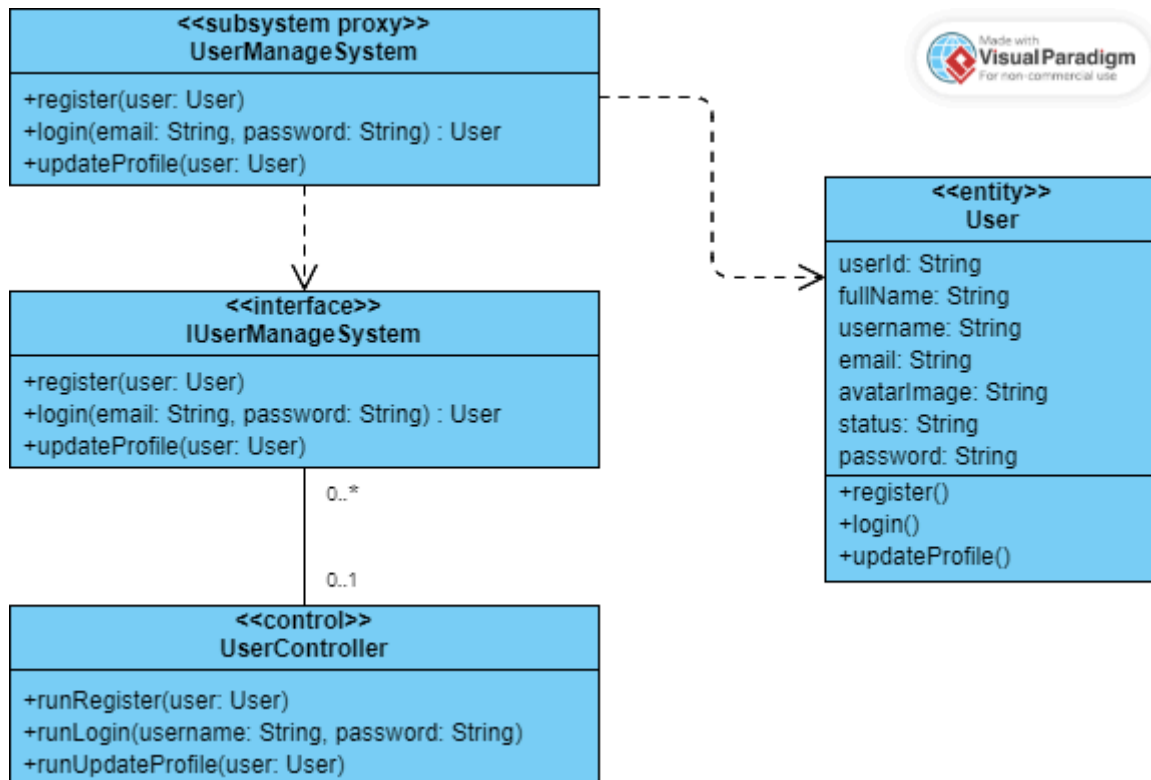 <<subsystem proxy>>
UserManageSystem
+register(user: User)
+login(email: String, password: String) : User
+updateProfile(user: User)
Made with
Visual Paradigm
For non-commercial use
<<entity>>
User
userId: String
fullName: String
username: String
email: String
avatarImage: String
status: String
password: String
+register()
+login()
+updateProfile()
<<interface>>
IUserManageSystem
+register(user: User)
+login(email: String, password: String) : User
+updateProfile(user: User)
0..*
0..1
<<control>>
UserController
+runRegister(user: User)
+runLogin(username: String, password: String)
+runUpdateProfile(user: User)